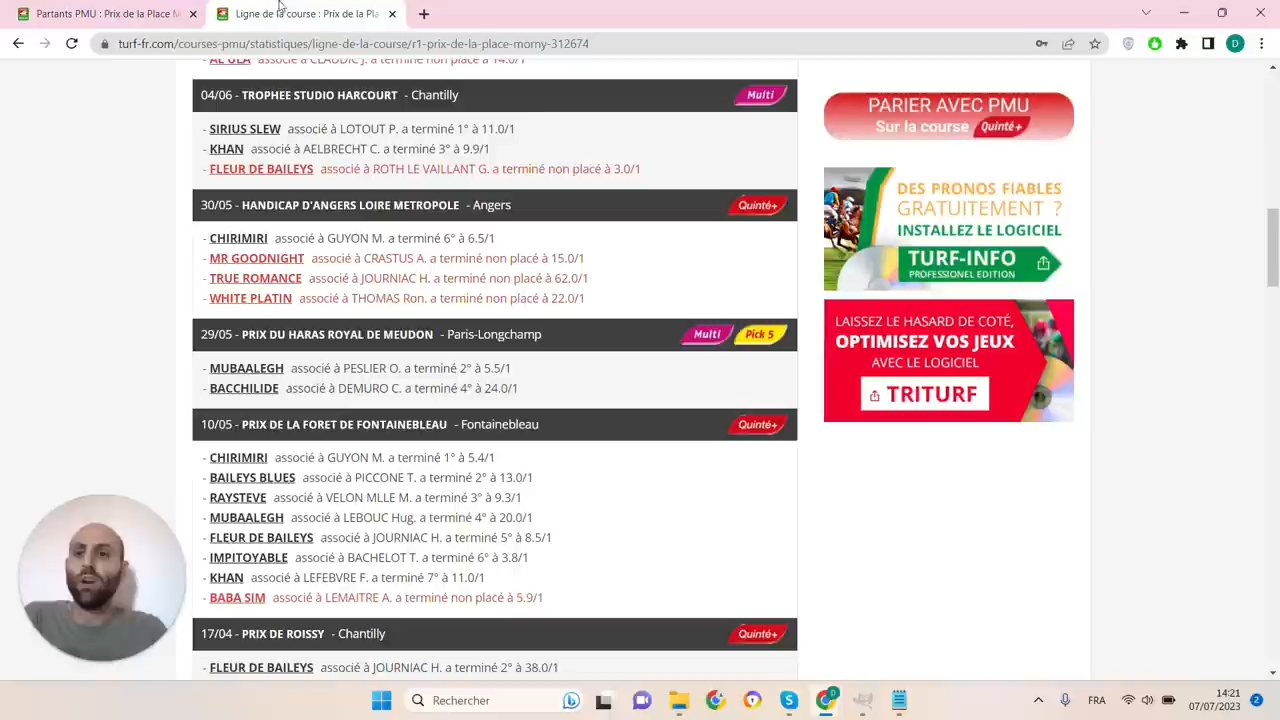 Partants PMU : Prix de la Place M
Ligne de course : Prix de la Pla
turf-fr.com/courses-pmu/statistiques/ligne-de-course/r1-prix-de-la-place-morny-312674
D
AL ULA associé à CLAUDIC J. a terminé non placé à 14.0/1
04/06 - TROPHEE STUDIO HARCOURT - Chantilly
Multi
- SIRIUS SLEW associé à LOTOUT P. a terminé 1° à 11.0/1
- KHAN associé à AELBRECHT C. a terminé 3° à 9.9/1
- FLEUR DE BAILEYS associé à ROTH LE VAILLANT G. a terminé non placé à 3.0/1
30/05 - HANDICAP D'ANGERS LOIRE METROPOLE - Angers
Quinté+
- CHIRIMIRI associé à GUYON M. a terminé 6° à 6.5/1
- MR GOODNIGHT associé à CRASTUS A. a terminé non placé à 15.0/1
- TRUE ROMANCE associé à JOURNIAC H. a terminé non placé à 62.0/1
- WHITE PLATIN associé à THOMAS Ron. a terminé non placé à 22.0/1
29/05 - PRIX DU HARAS ROYAL DE MEUDON - Paris-Longchamp
Multi Pick 5
- MUBAALEGH associé à PESLIER O. a terminé 2° à 5.5/1
- BACCHILIDE associé à DEMURO C. a terminé 4° à 24.0/1
10/05 - PRIX DE LA FORET DE FONTAINEBLEAU - Fontainebleau
Quinté+
- CHIRIMIRI associé à GUYON M. a terminé 1° à 5.4/1
- BAILEYS BLUES associé à PICCONE T. a terminé 2° à 13.0/1
- RAYSTEVE associé à VELON MLLE M. a terminé 3° à 9.3/1
- MUBAALEGH associé à LEBOUC Hug. a terminé 4° à 20.0/1
- FLEUR DE BAILEYS associé à JOURNIAC H. a terminé 5° à 8.5/1
- IMPITOYABLE associé à BACHELOT T. a terminé 6° à 3.8/1
- KHAN associé à LEFEBVRE F. a terminé 7° à 11.0/1
- BABA SIM associé à LEMAITRE A. a terminé non placé à 5.9/1
17/04 - PRIX DE ROISSY - Chantilly
Quinté+
- FLEUR DE BAILEYS associé à JOURNIAC H. a terminé 2° à 38.0/1
PARIER AVEC PMU
Sur la course Quinté+
DES PRONOS FIABLES
GRATUITEMENT ?
INSTALLEZ LE LOGICIEL
TURF-INFO
PROFESSIONEL EDITION
LAISSEZ LE HASARD DE COTÉ,
OPTIMISEZ VOS JEUX
AVEC LE LOGICIEL
TRITURF
Rechercher
FRA
14:21
07/07/2023
2